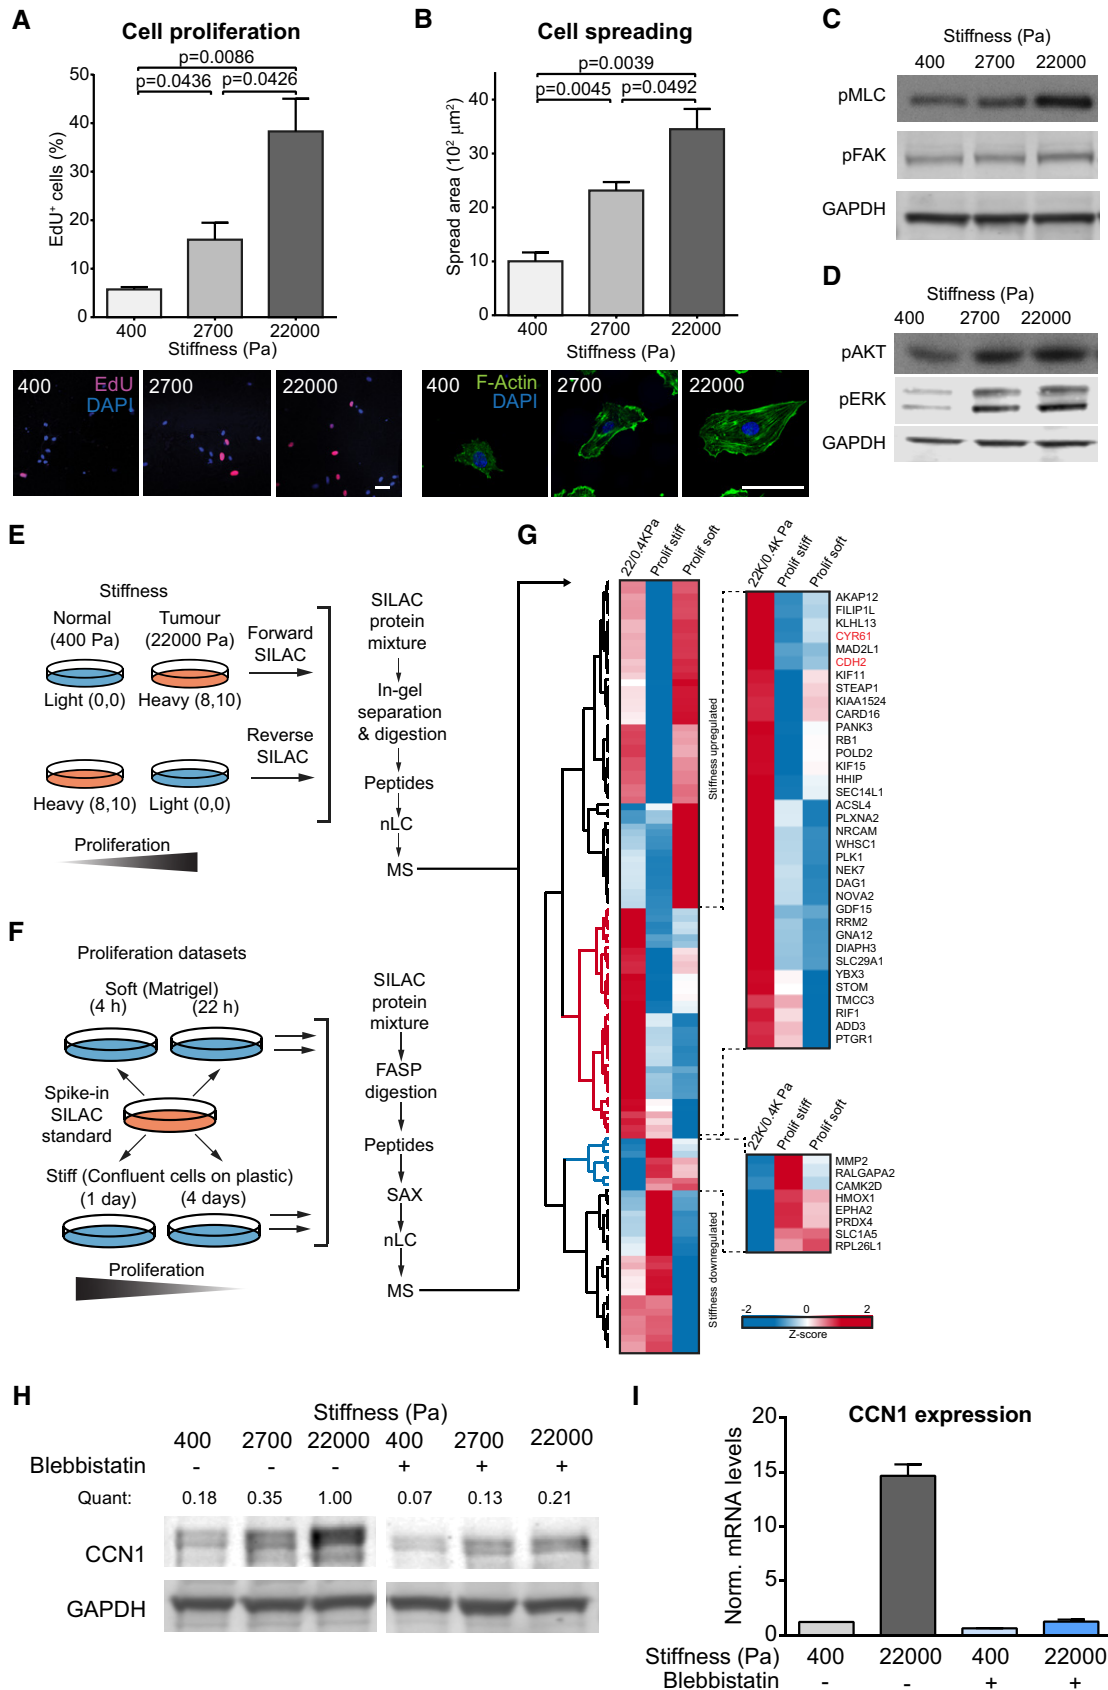 A
Cell proliferation
p=0.0086
p=0.0436 p=0.0426
50
40
30
20
10
0
EdU⁺ cells (%)
400 2700 22000
Stiffness (Pa)
400 EdU DAPI
2700
22000
B
Cell spreading
p=0.0039
p=0.0045 p=0.0492
40
30
20
10
0
Spread area (10² µm²)
400 2700 22000
Stiffness (Pa)
400 F-Actin DAPI
2700
22000
C
Stiffness (Pa)
400 2700 22000
pMLC
pFAK
GAPDH
D
Stiffness (Pa)
400 2700 22000
pAKT
pERK
GAPDH
E
Stiffness
Normal (400 Pa)
Tumour (22000 Pa)
Light (0,0) Heavy (8,10)
Forward SILAC
Heavy (8,10) Light (0,0)
Reverse SILAC
Proliferation
SILAC protein mixture
In-gel separation & digestion
Peptides
nLC
MS
F
Proliferation datasets
Soft (Matrigel)
(4 h) (22 h)
Spike-in SILAC standard
Stiff (Confluent cells on plastic)
(1 day) (4 days)
Proliferation
SILAC protein mixture
FASP digestion
Peptides
SAX
nLC
MS
G
22/0.4KPa
Prolif stiff
Prolif soft
Stiffness upregulated
Stiffness downregulated
22K/0.4K Pa
Prolif stiff
Prolif soft
AKAP12
FILIP1L
KLHL13
CYR61
MAD2L1
CDH2
KIF11
STEAP1
KIAA1524
CARD16
PANK3
RB1
POLD2
KIF15
HHIP
SEC14L1
ACSL4
PLXNA2
NRCAM
WHSC1
PLK1
NEK7
DAG1
NOVA2
GDF15
RRM2
GNA12
DIAPH3
SLC29A1
YBX3
STOM
TMCC3
RIF1
ADD3
PTGR1
22K/0.4K Pa
Prolif stiff
Prolif soft
MMP2
RALGAPA2
CAMK2D
HMOX1
EPHA2
PRDX4
SLC1A5
RPL26L1
-2 0 2
Z-score
H
Stiffness (Pa)
400 2700 22000 400 2700 22000
Blebbistatin - - - + + +
Quant: 0.18 0.35 1.00 0.07 0.13 0.21
CCN1
GAPDH
I
CCN1 expression
20
15
10
5
0
Norm. mRNA levels
Stiffness (Pa) 400 22000 400 22000
Blebbistatin - - + +